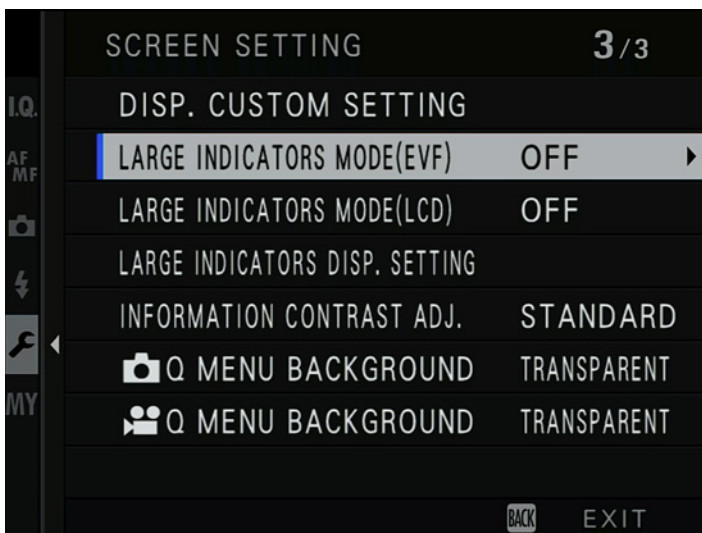 SCREEN SETTING 3/3
I.Q.
DISP. CUSTOM SETTING
AF MF
LARGE INDICATORS MODE(EVF) OFF
LARGE INDICATORS MODE(LCD) OFF
LARGE INDICATORS DISP. SETTING
INFORMATION CONTRAST ADJ. STANDARD
Q MENU BACKGROUND TRANSPARENT
MY
Q MENU BACKGROUND TRANSPARENT
BACK EXIT